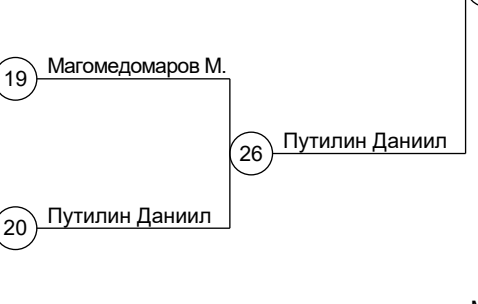 19 Магомедомаров М.
26 Путилин Даниил
20 Путилин Даниил